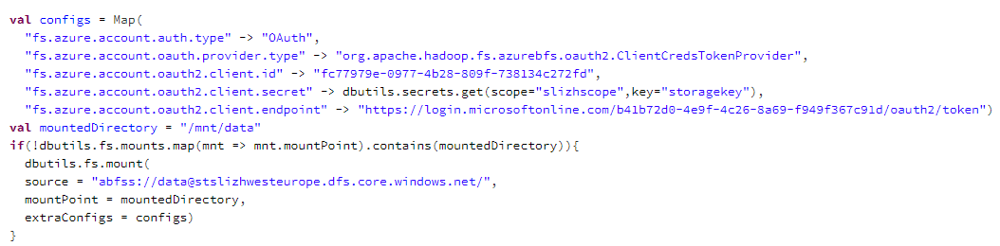 val configs = Map(
  "fs.azure.account.auth.type" -> "OAuth",
  "fs.azure.account.oauth.provider.type" -> "org.apache.hadoop.fs.azurebfs.oauth2.ClientCredsTokenProvider",
  "fs.azure.account.oauth2.client.id" -> "fc77979e-0977-4b28-809f-738134c272fd",
  "fs.azure.account.oauth2.client.secret" -> dbutils.secrets.get(scope="slizhscope",key="storagekey"),
  "fs.azure.account.oauth2.client.endpoint" -> "https://login.microsoftonline.com/b41b72d0-4e9f-4c26-8a69-f949f367c91d/oauth2/token")
val mountedDirectory = "/mnt/data"
if(!dbutils.fs.mounts.map(mnt => mnt.mountPoint).contains(mountedDirectory)){
  dbutils.fs.mount(
  source = "abfss://data@stslizhwesteurope.dfs.core.windows.net/",
  mountPoint = mountedDirectory,
  extraConfigs = configs)
}